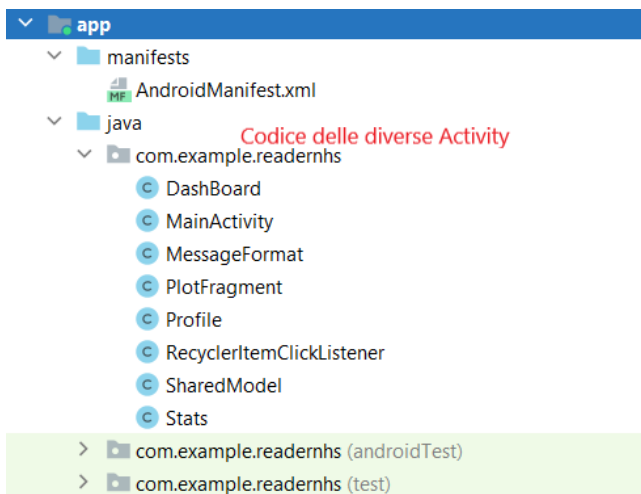 app
manifests
MF AndroidManifest.xml
java
Codice delle diverse Activity
com.example.readernhs
C DashBoard
C MainActivity
C MessageFormat
C PlotFragment
C Profile
C RecyclerItemClickListener
C SharedModel
C Stats
com.example.readernhs (androidTest)
com.example.readernhs (test)